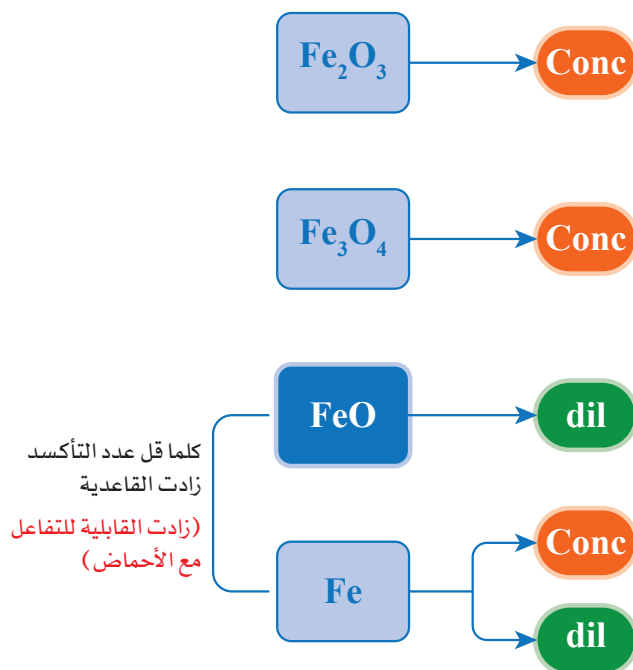 Fe₂O₃
Conc
Fe₃O₄
Conc
FeO
dil
كلما قل عدد التأكسد
زادت القاعدية
(زادت القابلية للتفاعل
مع الأحماض)
Fe
Conc
dil